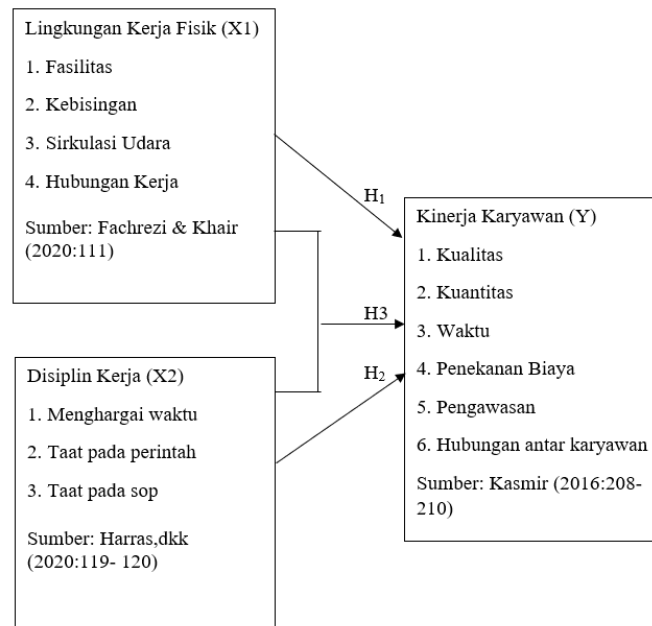 Lingkungan Kerja Fisik (X1)
1. Fasilitas
2. Kebisingan
3. Sirkulasi Udara
4. Hubungan Kerja
Sumber: Fachrezi & Khair
(2020:111)
Disiplin Kerja (X2)
1. Menghargai waktu
2. Taat pada perintah
3. Taat pada sop
Sumber: Harras,dkk
(2020:119- 120)
H₁
H3
H₂
Kinerja Karyawan (Y)
1. Kualitas
2. Kuantitas
3. Waktu
4. Penekanan Biaya
5. Pengawasan
6. Hubungan antar karyawan
Sumber: Kasmir (2016:208-
210)